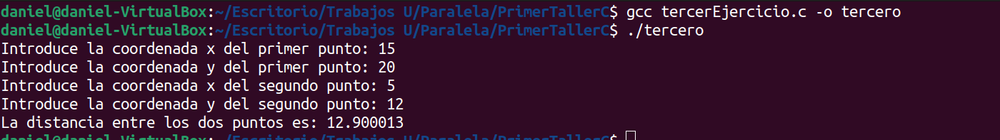 daniel@daniel-VirtualBox:~/Escritorio/Trabajos U/Paralela/PrimerTallerC$ gcc tercerEjercicio.c -o tercero
daniel@daniel-VirtualBox:~/Escritorio/Trabajos U/Paralela/PrimerTallerC$ ./tercero
Introduce la coordenada x del primer punto: 15
Introduce la coordenada y del primer punto: 20
Introduce la coordenada x del segundo punto: 5
Introduce la coordenada y del segundo punto: 12
La distancia entre los dos puntos es: 12.900013
daniel@daniel-VirtualBox:~/Escritorio/Trabajos U/Paralela/PrimerTallerC$